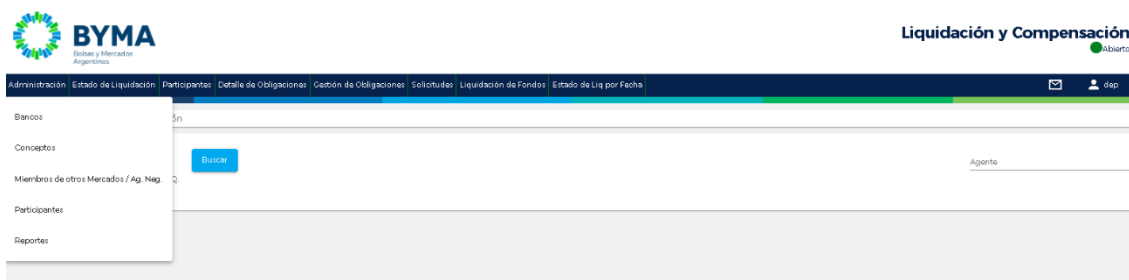 BYMA
Bolsas y Mercados
Argentinos
Liquidación y Compensación
Abierto
Administración Estado de Liquidación Participantes Detalle de Obligaciones Gestión de Obligaciones Solicitudes Liquidación de Fondos Estado de Liq por Fecha dep
Bancos
ón
Conceptos
Buscar
Agente
Miembros de otros Mercados / Ag. Neg.
Q.
Participantes
Reportes